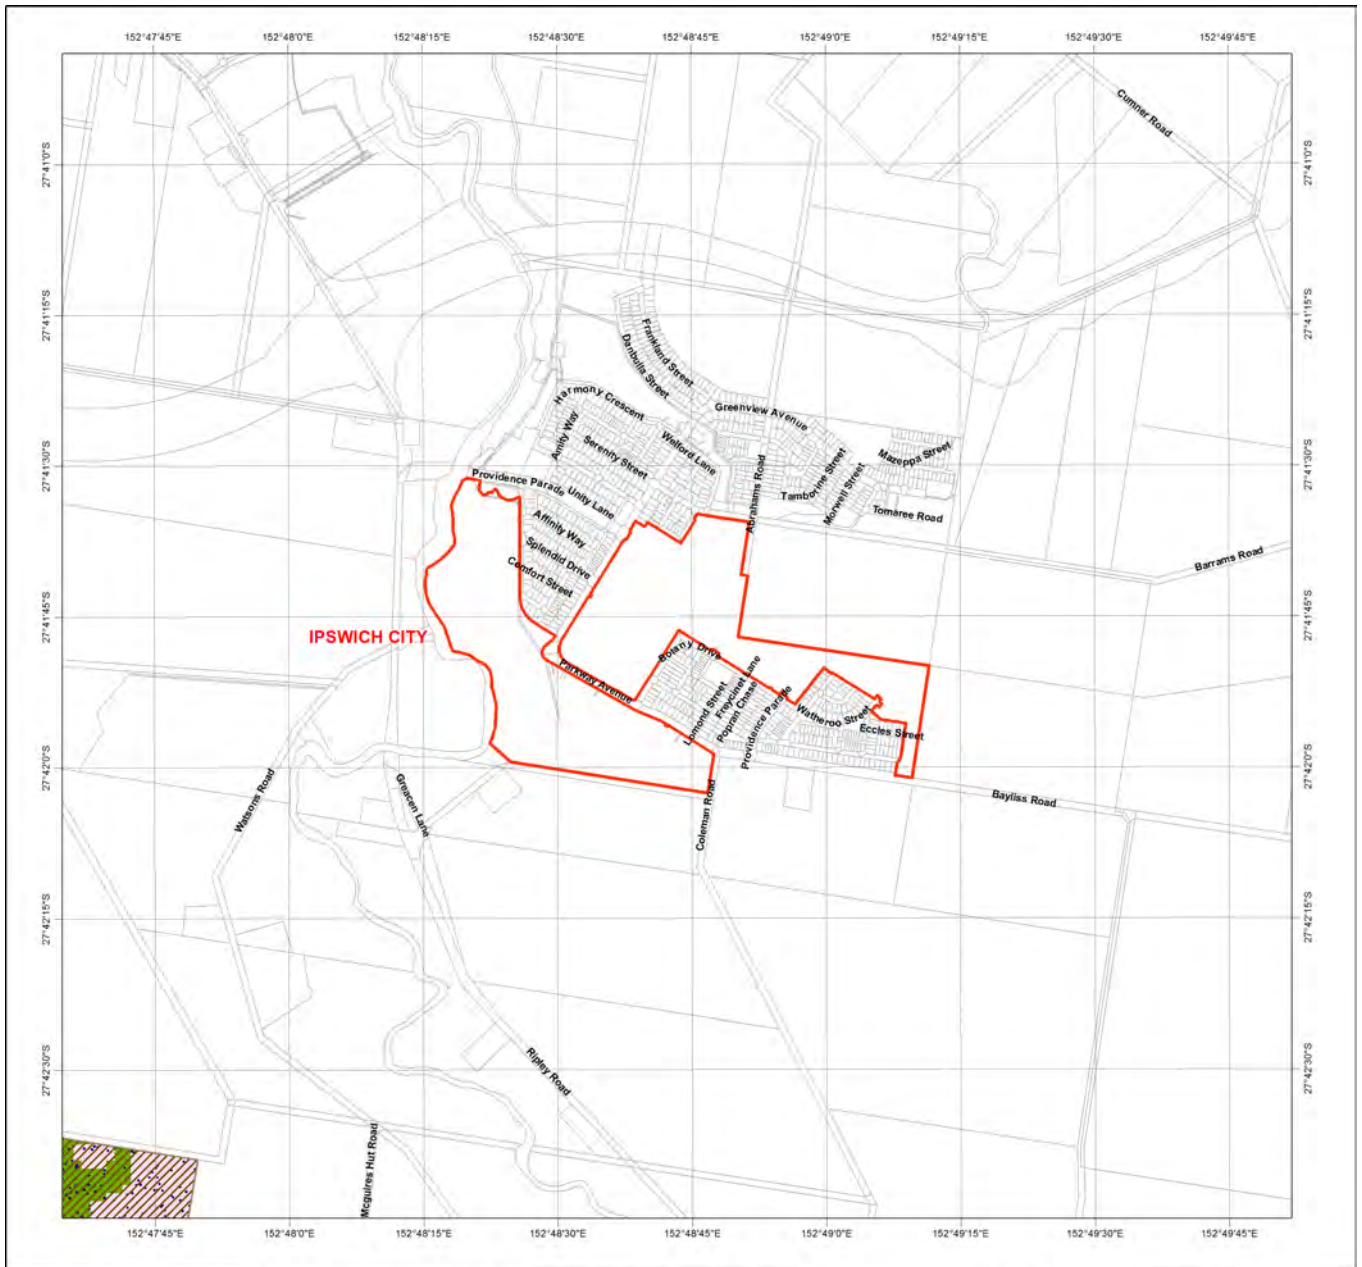 152°47'45"E 152°48'0"E 152°48'15"E 152°48'30"E 152°48'45"E 152°49'0"E 152°49'15"E 152°49'30"E 152°49'45"E
Cumner Road
27°41'0"S 27°41'0"S
27°41'15"S 27°41'15"S
Frankland Street
Danbulla Street
Harmony Crescent
Greenview Avenue
Amity Way
Serenity Street
Welford Lane
Mazeppa Street
27°41'30"S 27°41'30"S
Providence Parade
Unity Lane
Abrahams Road
Tamborine Street
Morwell Street
Tomaree Road
Affinity Way
Splendid Drive
Comfort Street
Barrams Road
27°41'45"S 27°41'45"S
IPSWICH CITY
Botany Drive
Parkway Avenue
Lomond Street
Freycinet Lane
Popran Chase
Providence Parade
Watheroo Street
Eccles Street
27°42'0"S 27°42'0"S
Watsons Road
Greacen Lane
Coleman Road
Bayliss Road
27°42'15"S 27°42'15"S
Ripley Road
27°42'30"S 27°42'30"S
Mcguires Hut Road
152°47'45"E 152°48'0"E 152°48'15"E 152°48'30"E 152°48'45"E 152°49'0"E 152°49'15"E 152°49'30"E 152°49'45"E